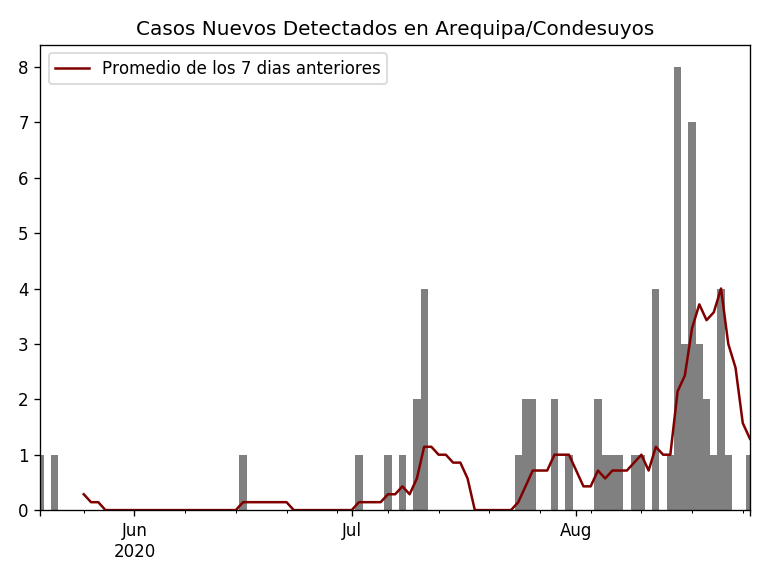 Casos Nuevos Detectados en Arequipa/Condesuyos
Promedio de los 7 dias anteriores
8
7
6
5
4
3
2
1
0
Jun
2020
Jul
Aug